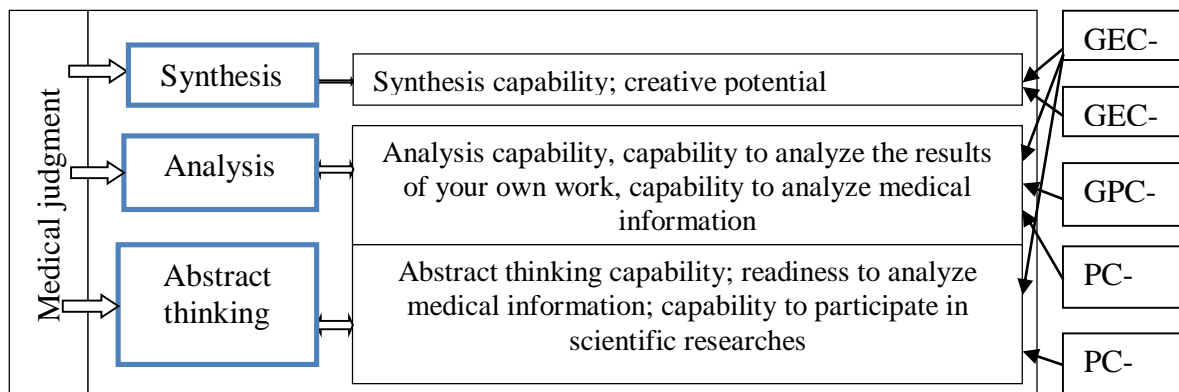 Medical judgment
Synthesis
Synthesis capability; creative potential
Analysis
Analysis capability, capability to analyze the results
of your own work, capability to analyze medical
information
Abstract
thinking
Abstract thinking capability; readiness to analyze
medical information; capability to participate in
scientific researches
GEC-
GEC-
GPC-
PC-
PC-